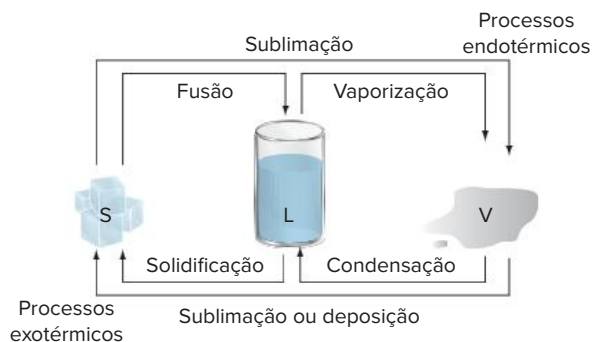 Processos
endotérmicos
Sublimação
Fusão
Vaporização
S
L
V
Solidificação
Condensação
Processos
exotérmicos
Sublimação ou deposição